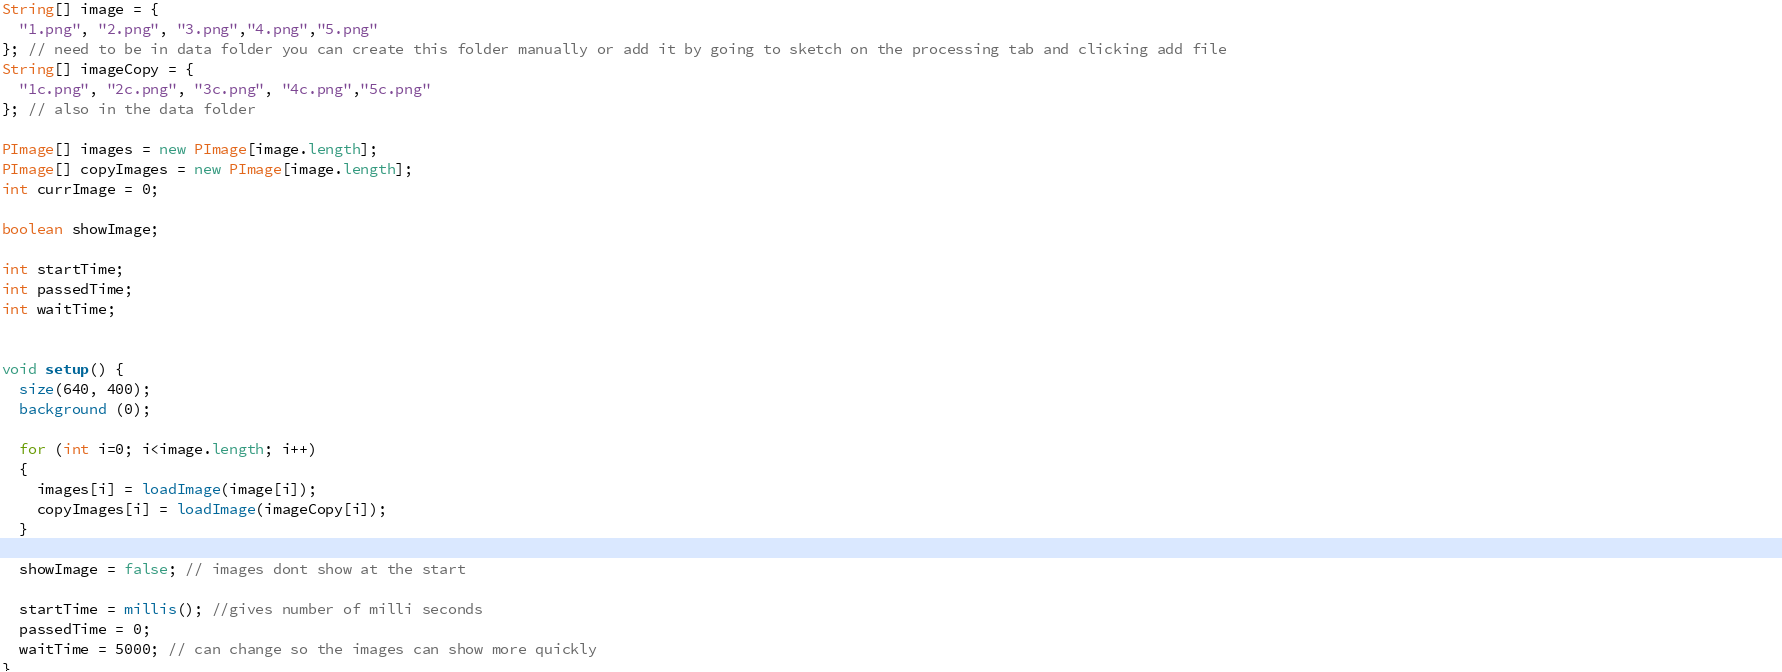 String[] image = {
  "1.png", "2.png", "3.png","4.png","5.png"
}; // need to be in data folder you can create this folder manually or add it by going to sketch on the processing tab and clicking add file
String[] imageCopy = {
  "1c.png", "2c.png", "3c.png", "4c.png","5c.png"
}; // also in the data folder

PImage[] images = new PImage[image.length];
PImage[] copyImages = new PImage[image.length];
int currImage = 0;

boolean showImage;

int startTime;
int passedTime;
int waitTime;


void setup() {
  size(640, 400);
  background (0);

  for (int i=0; i<image.length; i++)
  {
    images[i] = loadImage(image[i]);
    copyImages[i] = loadImage(imageCopy[i]);
  }

  showImage = false; // images dont show at the start

  startTime = millis(); //gives number of milli seconds
  passedTime = 0;
  waitTime = 5000; // can change so the images can show more quickly
}